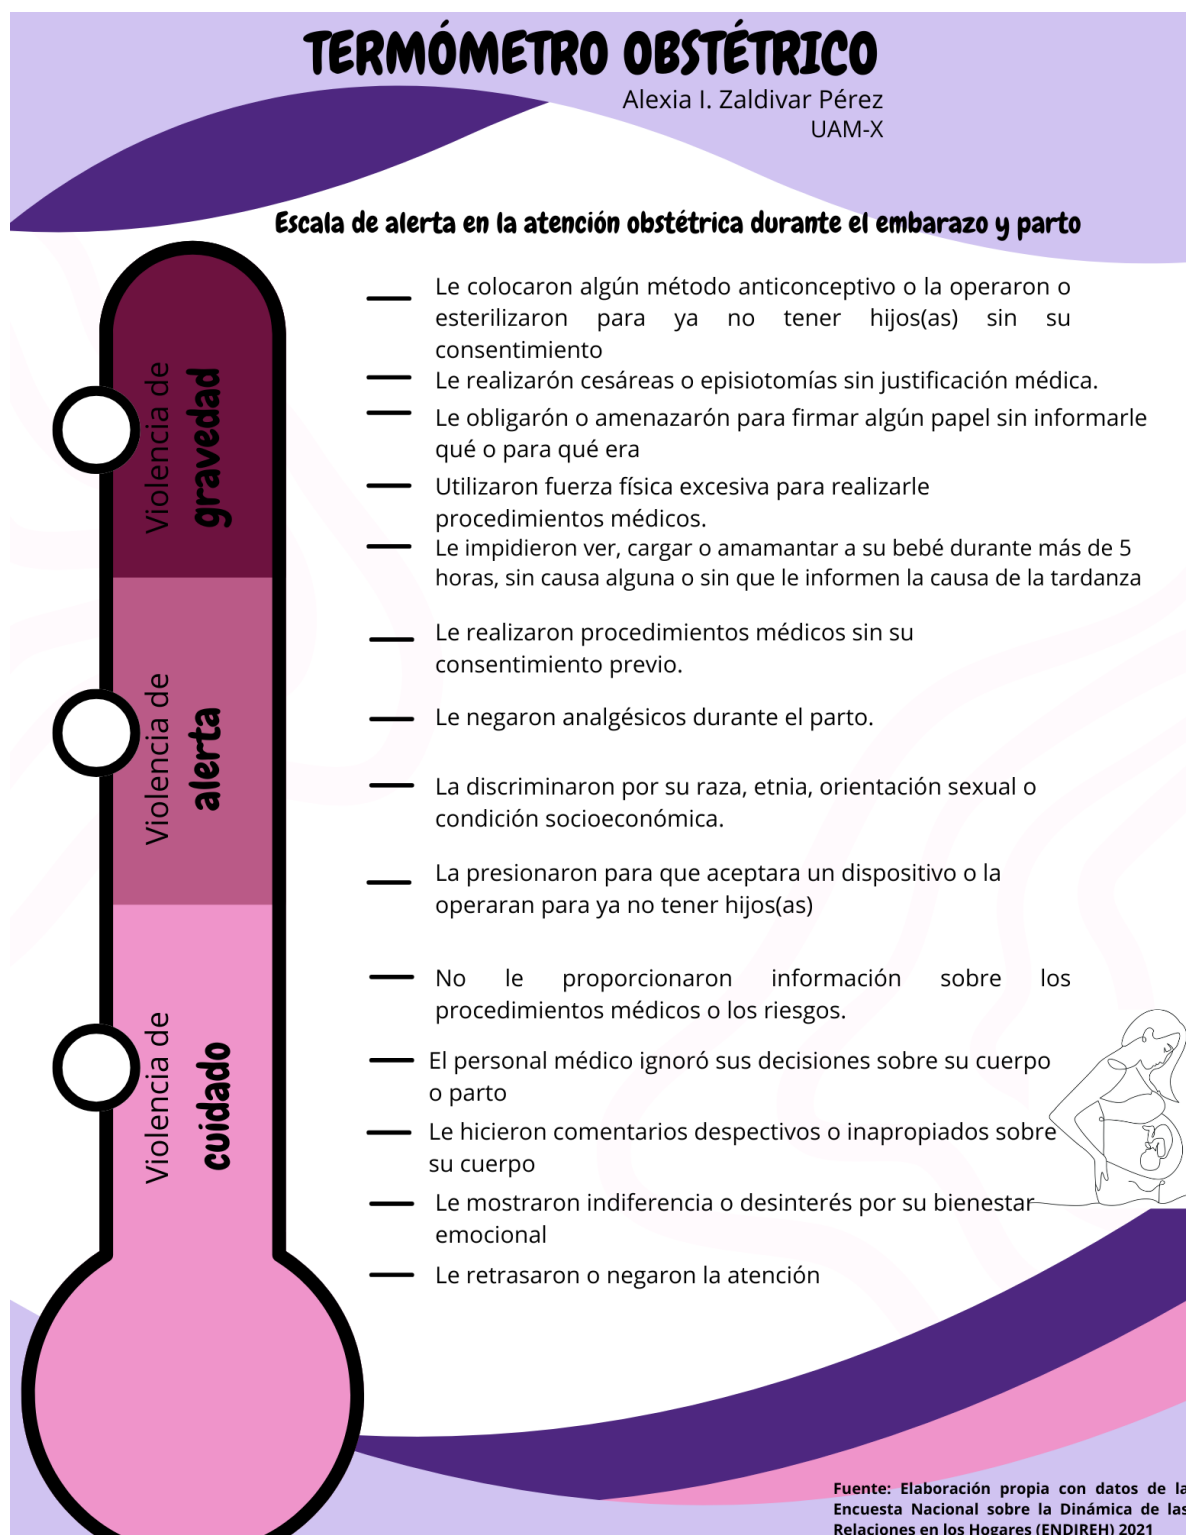 TERMÓMETRO OBSTÉTRICO
Alexia I. Zaldivar Pérez
UAM-X
Escala de alerta en la atención obstétrica durante el embarazo y parto
Violencia de
gravedad
Le colocaron algún método anticonceptivo o la operaron o
esterilizaron para ya no tener hijos(as) sin su
consentimiento
Le realizarón cesáreas o episiotomías sin justificación médica.
Le obligarón o amenazarón para firmar algún papel sin informarle
qué o para qué era
Utilizaron fuerza física excesiva para realizarle
procedimientos médicos.
Le impidieron ver, cargar o amamantar a su bebé durante más de 5
horas, sin causa alguna o sin que le informen la causa de la tardanza
Violencia de
alerta
Le realizaron procedimientos médicos sin su
consentimiento previo.
Le negaron analgésicos durante el parto.
La discriminaron por su raza, etnia, orientación sexual o
condición socioeconómica.
La presionaron para que aceptara un dispositivo o la
operaran para ya no tener hijos(as)
Violencia de
cuidado
No le proporcionaron información sobre los
procedimientos médicos o los riesgos.
El personal médico ignoró sus decisiones sobre su cuerpo
o parto
Le hicieron comentarios despectivos o inapropiados sobre
su cuerpo
Le mostraron indiferencia o desinterés por su bienestar
emocional
Le retrasaron o negaron la atención
Fuente: Elaboración propia con datos de la
Encuesta Nacional sobre la Dinámica de las
Relaciones en los Hogares (ENDIREH) 2021